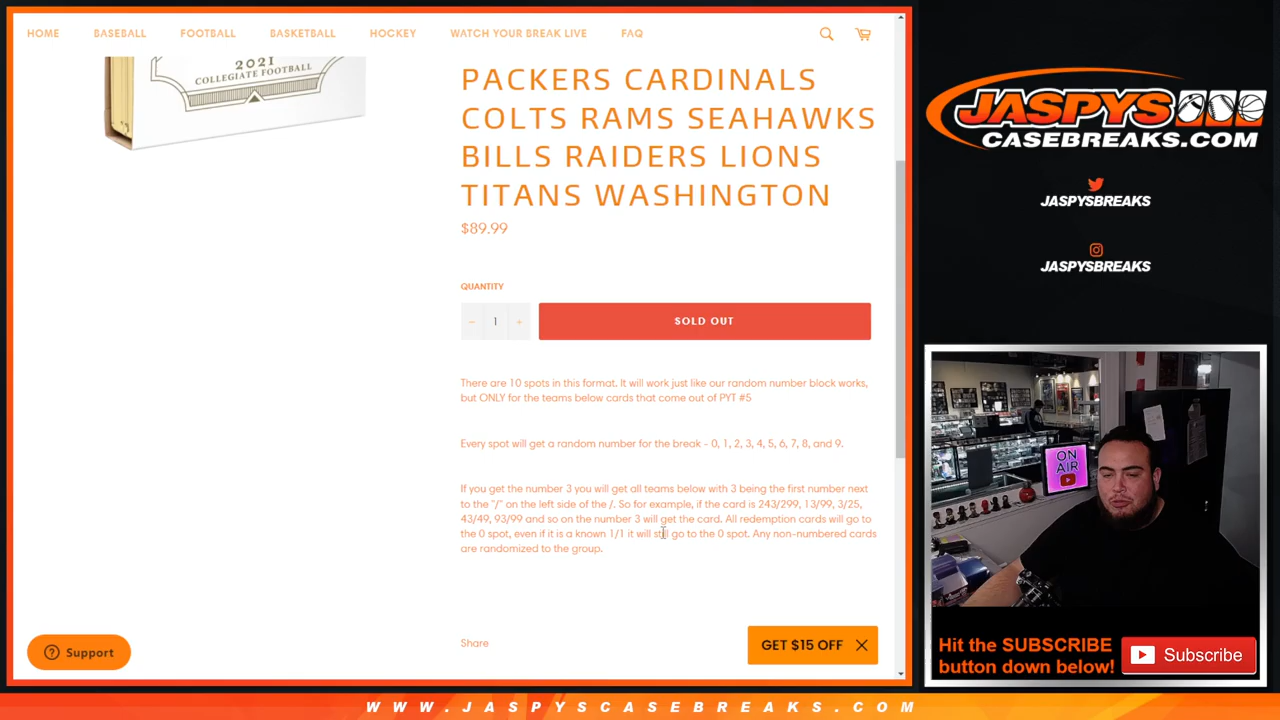 HOME
BASEBALL
FOOTBALL
BASKETBALL
HOCKEY
WATCH YOUR BREAK LIVE
FAQ
2021
COLLEGIATE FOOTBALL
PACKERS CARDINALS
COLTS RAMS SEAHAWKS
BILLS RAIDERS LIONS
TITANS WASHINGTON
$89.99
QUANTITY
− 1 +
SOLD OUT
There are 10 spots in this format. It will work just like our random number block works,
but ONLY for the teams below cards that come out of PYT #5
Every spot will get a random number for the break - 0, 1, 2, 3, 4, 5, 6, 7, 8, and 9.
If you get the number 3 you will get all teams below with 3 being the first number next
to the "/" on the left side of the /. So for example, if the card is 243/299, 13/99, 3/25,
43/49, 93/99 and so on the number 3 will get the card. All redemption cards will go to
the 0 spot, even if it is a known 1/1 it will still go to the 0 spot. Any non-numbered cards
are randomized to the group.
Share
Support
GET $15 OFF
JASPYS
CASEBREAKS.COM
JASPYSBREAKS
JASPYSBREAKS
ON
AIR
Hit the SUBSCRIBE
button down below!
Subscribe
WWW.JASPYSCASEBREAKS.COM